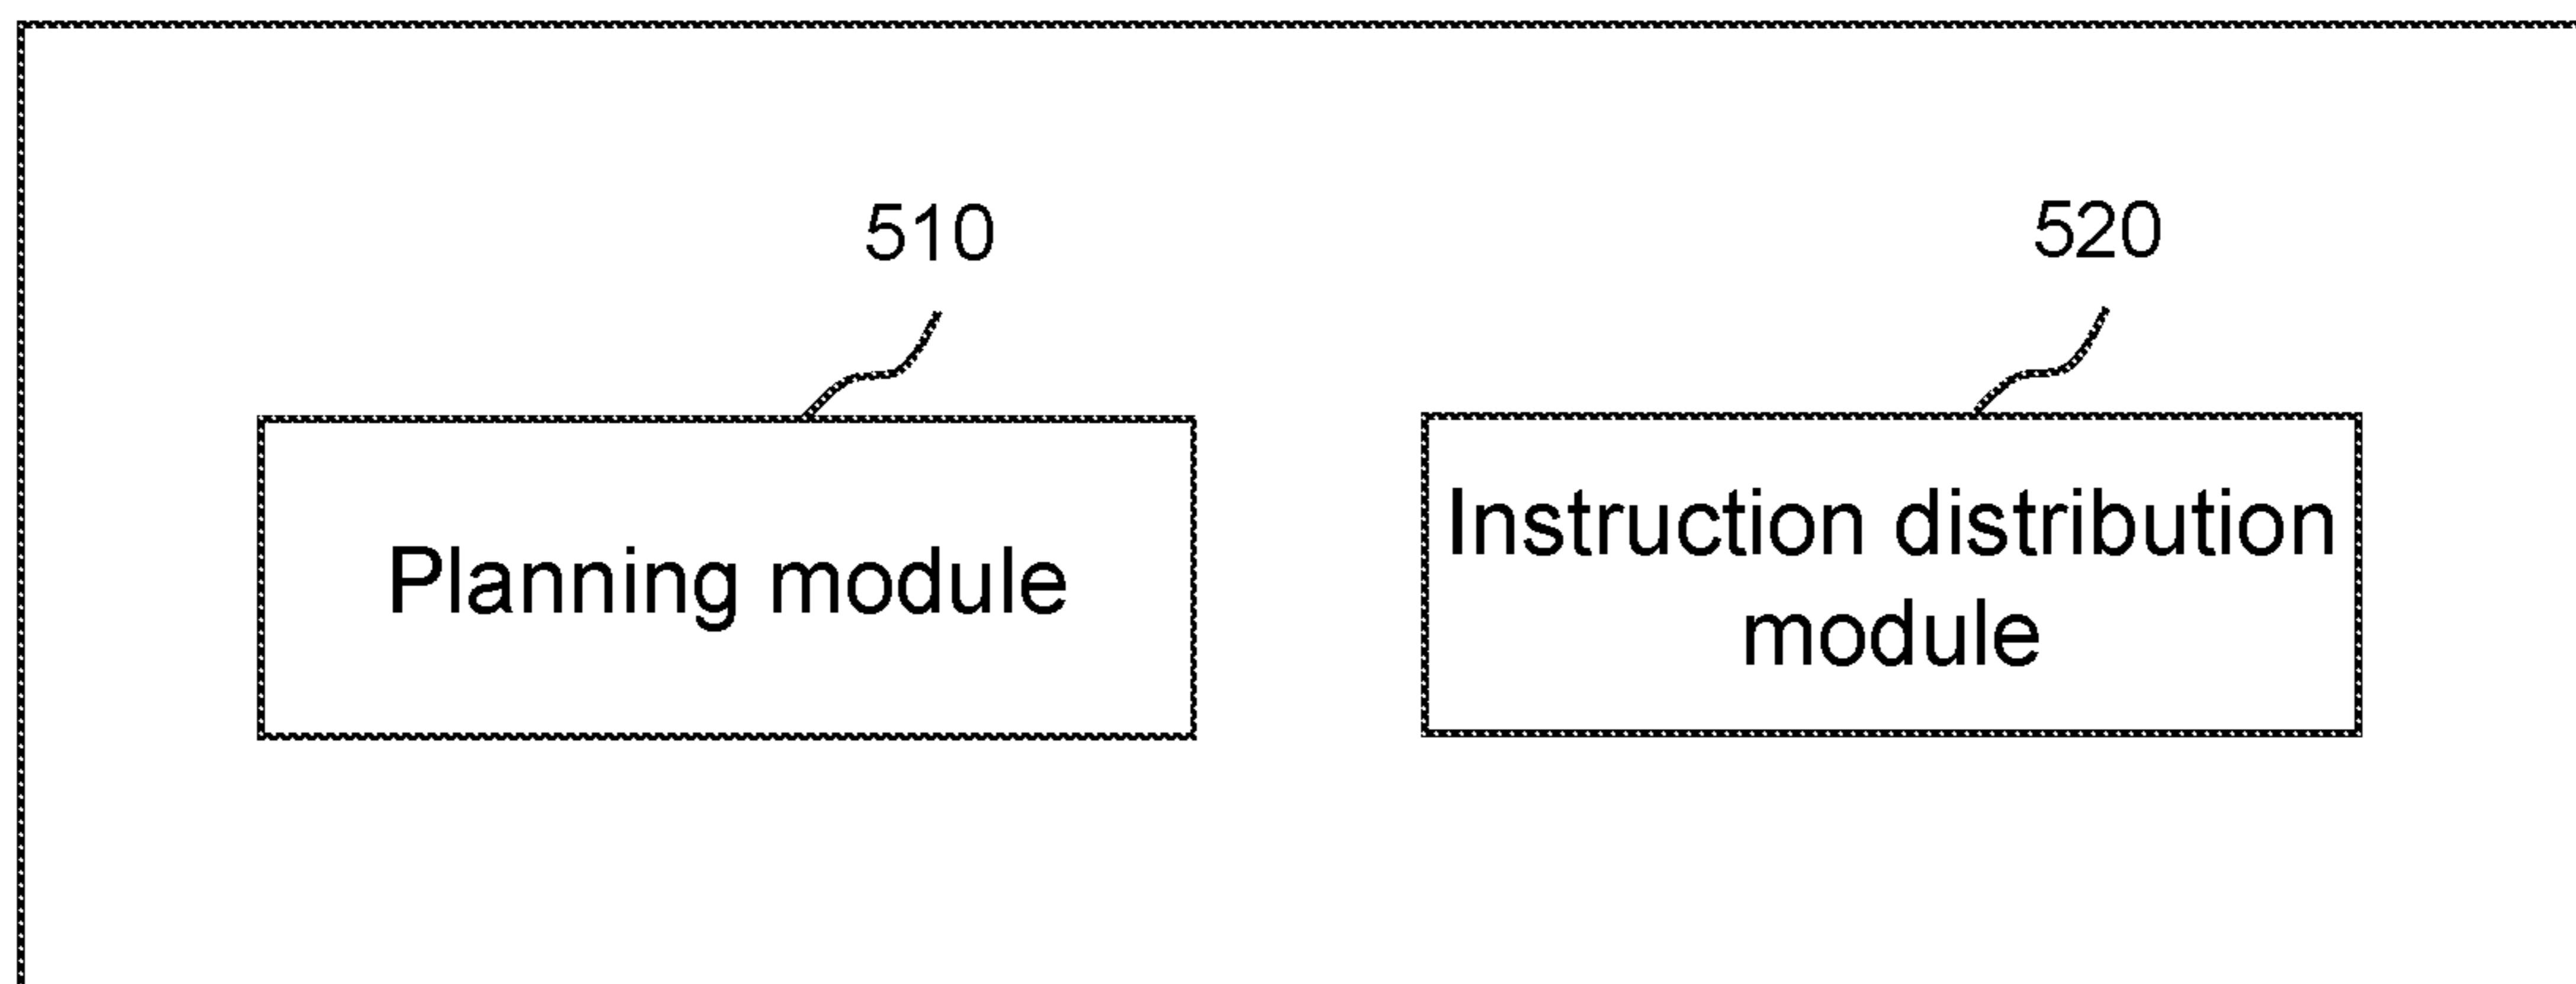 510
520
Planning module
Instruction distribution
module